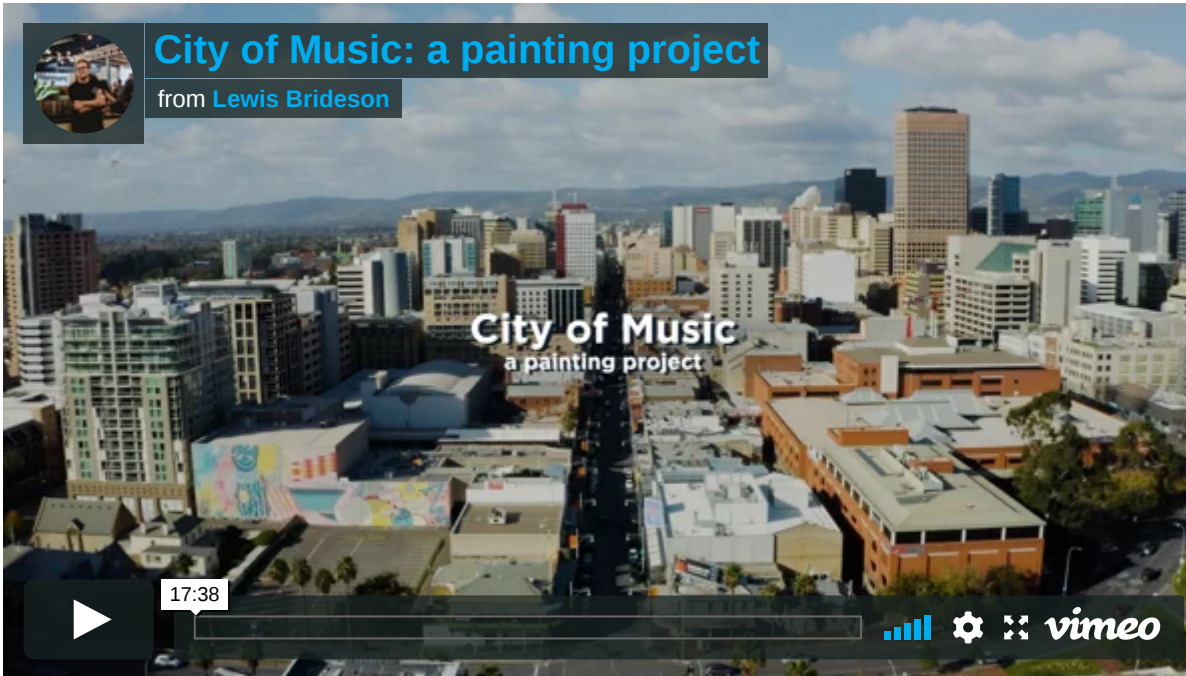 City of Music: a painting project
from Lewis Brideson
City of Music
a painting project
17:38
vimeo